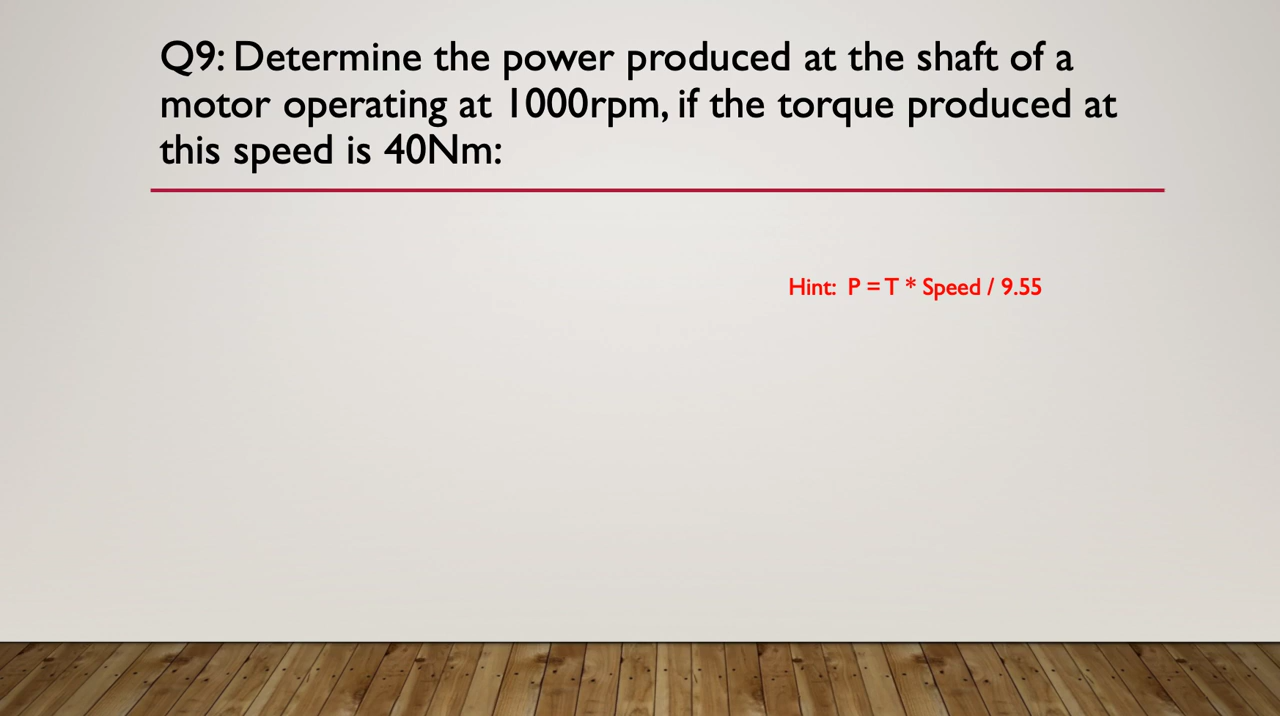 Q9: Determine the power produced at the shaft of a
motor operating at 1000rpm, if the torque produced at
this speed is 40Nm:
Hint: P = T * Speed / 9.55